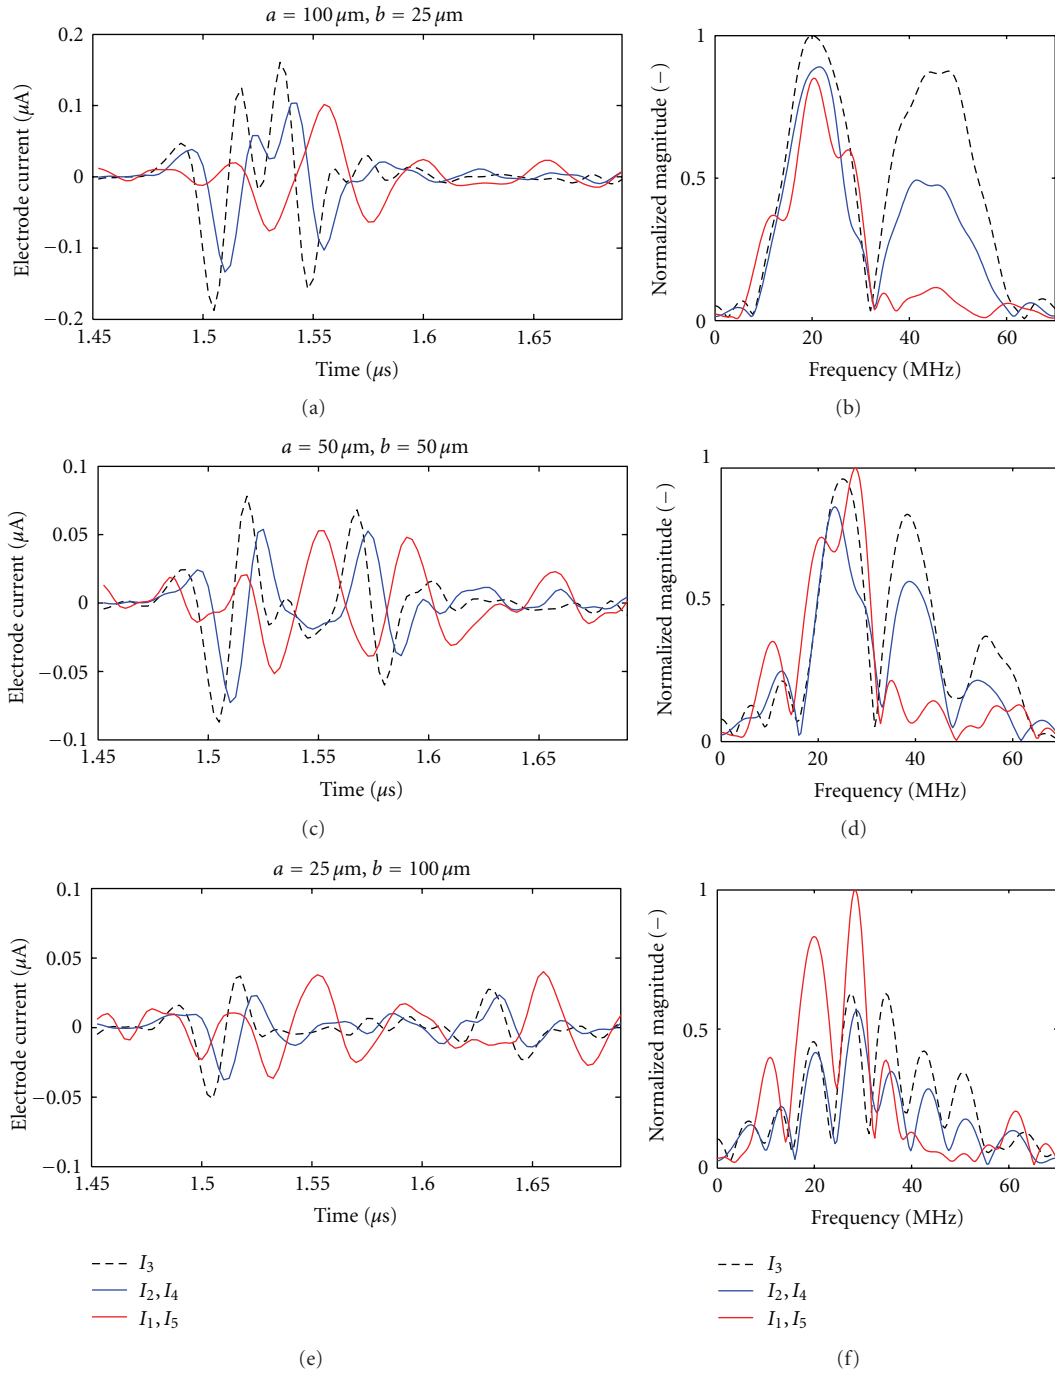 a = 100 μm, b = 25 μm
Electrode current (μA)
0.2
0.1
0
−0.1
−0.2
1.45
1.5
1.55
1.6
1.65
Time (μs)
(a)
Normalized magnitude (−)
1
0.5
0
0
20
40
60
Frequency (MHz)
(b)
a = 50 μm, b = 50 μm
Electrode current (μA)
0.1
0.05
0
−0.05
−0.1
1.45
1.5
1.55
1.6
1.65
Time (μs)
(c)
Normalized magnitude (−)
1
0.5
0
0
20
40
60
Frequency (MHz)
(d)
a = 25 μm, b = 100 μm
Electrode current (μA)
0.1
0.05
0
−0.05
−0.1
1.45
1.5
1.55
1.6
1.65
Time (μs)
I₃
I₂, I₄
I₁, I₅
(e)
Normalized magnitude (−)
1
0.5
0
0
20
40
60
Frequency (MHz)
I₃
I₂, I₄
I₁, I₅
(f)